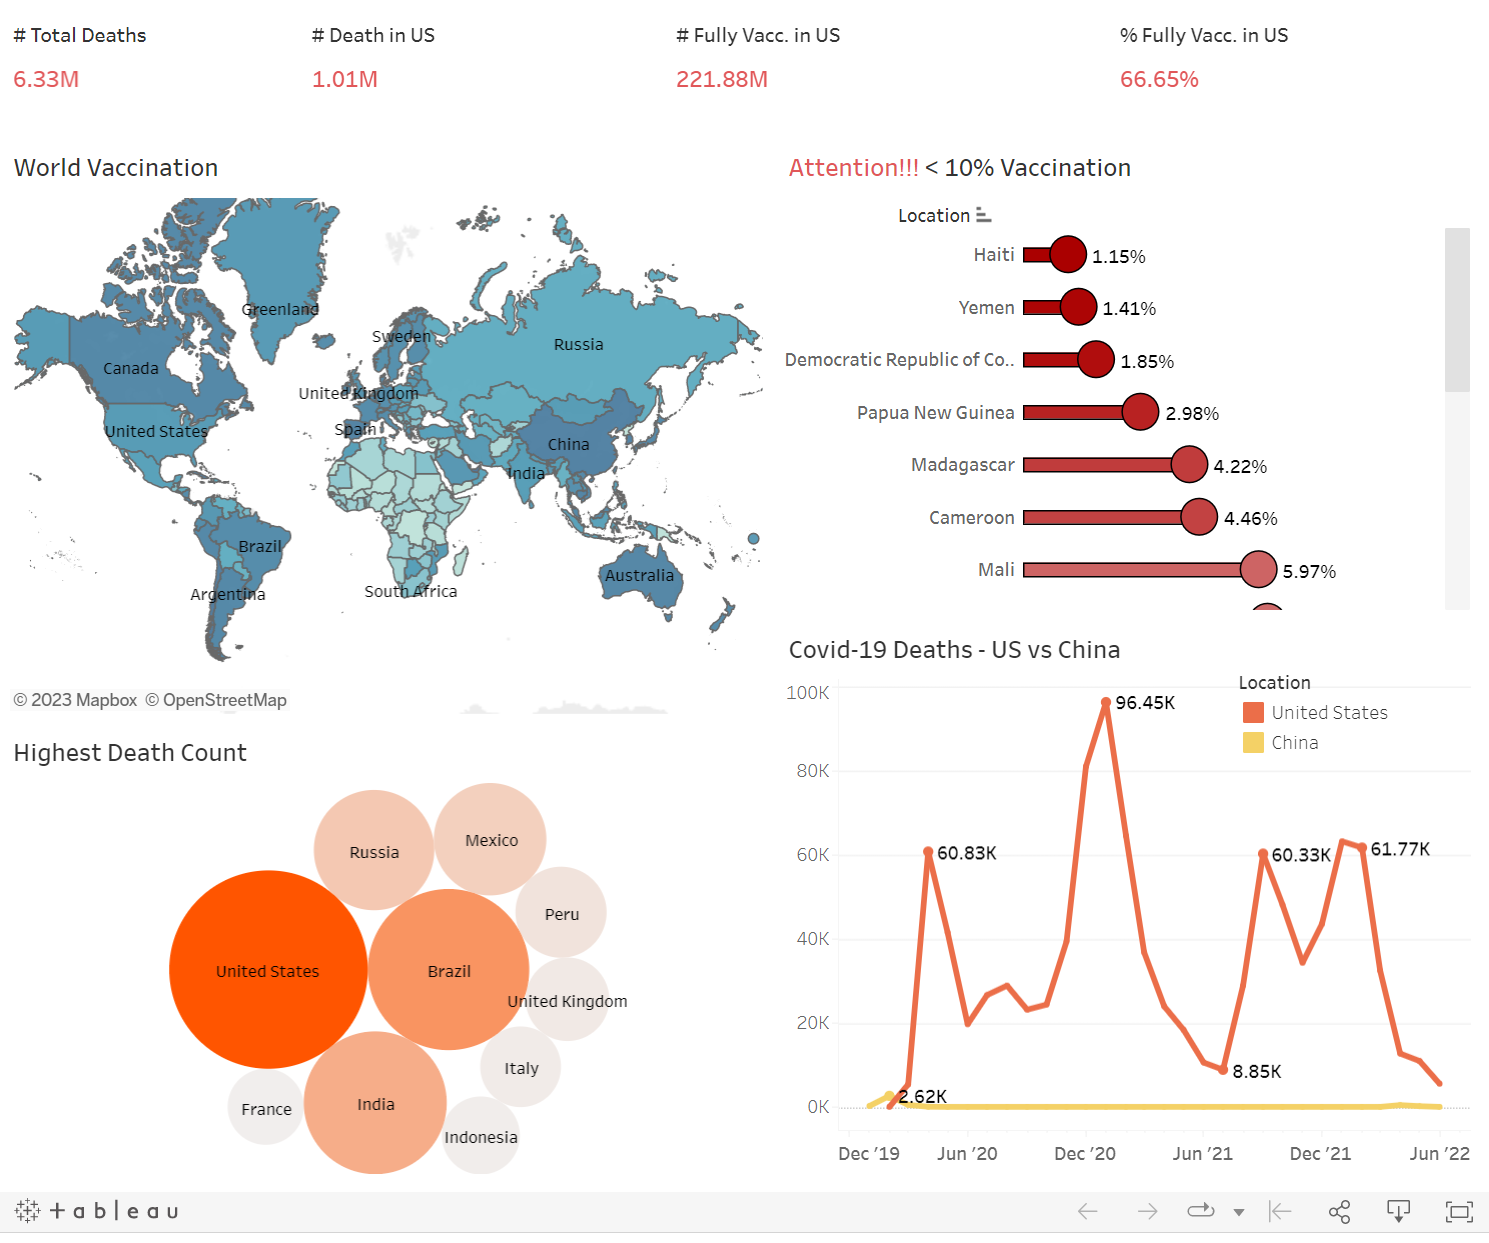 # Total Deaths
# Death in US
# Fully Vacc. in US
% Fully Vacc. in US
6.33M
1.01M
221.88M
66.65%
World Vaccination
Greenland
Sweden
Russia
Canada
United Kingdom
United States
Spain
China
India
Brazil
Australia
Argentina
South Africa
© 2023 Mapbox © OpenStreetMap
Attention!!! < 10% Vaccination
Location
Haiti 1.15%
Yemen 1.41%
Democratic Republic of Co.. 1.85%
Papua New Guinea 2.98%
Madagascar 4.22%
Cameroon 4.46%
Mali 5.97%
Highest Death Count
Mexico
Russia
Peru
United States
Brazil
United Kingdom
Italy
India
France
Indonesia
Covid-19 Deaths - US vs China
Location
United States
China
100K
80K
60K
40K
20K
0K
96.45K
60.83K
60.33K
61.77K
8.85K
2.62K
Dec '19
Jun '20
Dec '20
Jun '21
Dec '21
Jun '22
+ a b l e a u